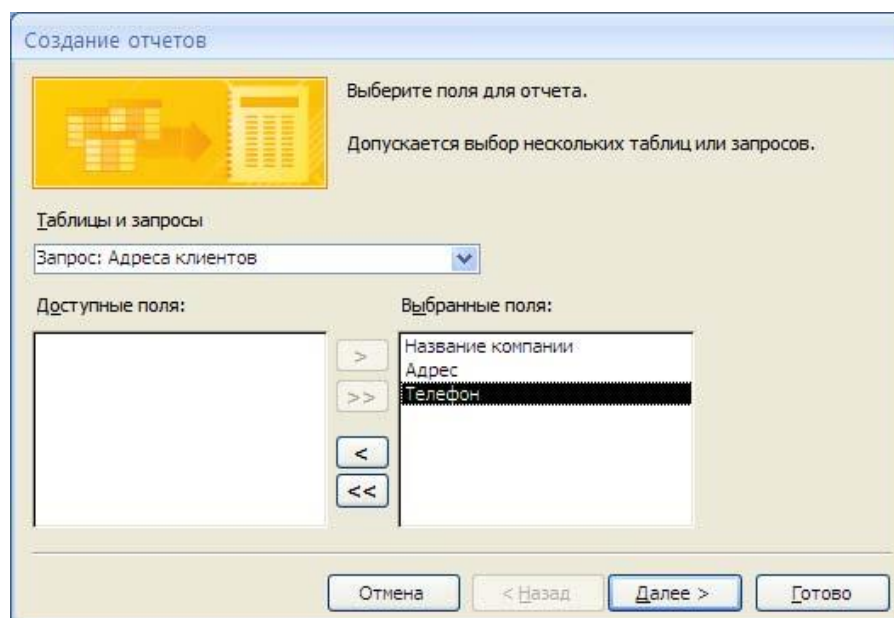 Создание отчетов
Выберите поля для отчета.
Допускается выбор нескольких таблиц или запросов.
Таблицы и запросы
Запрос: Адреса клиентов
Доступные поля:
Выбранные поля:
Название компании
Адрес
Телефон
>
>>
<
<<
Отмена
< Назад
Далее >
Готово